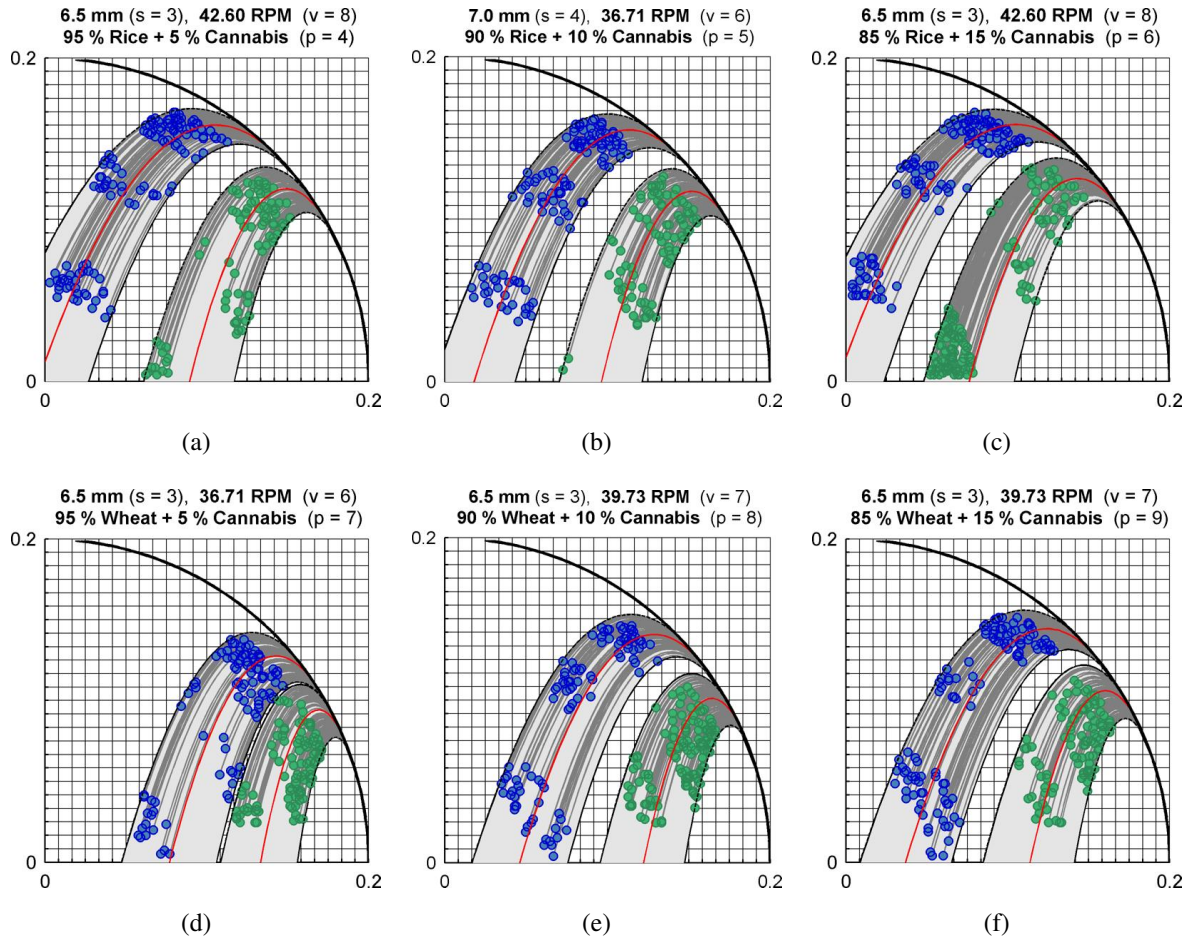 6.5 mm (s = 3), 42.60 RPM (v = 8)
95 % Rice + 5 % Cannabis (p = 4)
0.2
0
0
0.2
(a)
7.0 mm (s = 4), 36.71 RPM (v = 6)
90 % Rice + 10 % Cannabis (p = 5)
0.2
0
0
0.2
(b)
6.5 mm (s = 3), 42.60 RPM (v = 8)
85 % Rice + 15 % Cannabis (p = 6)
0.2
0
0
0.2
(c)
6.5 mm (s = 3), 36.71 RPM (v = 6)
95 % Wheat + 5 % Cannabis (p = 7)
0.2
0
0
0.2
(d)
6.5 mm (s = 3), 39.73 RPM (v = 7)
90 % Wheat + 10 % Cannabis (p = 8)
0.2
0
0
0.2
(e)
6.5 mm (s = 3), 39.73 RPM (v = 7)
85 % Wheat + 15 % Cannabis (p = 9)
0.2
0
0
0.2
(f)